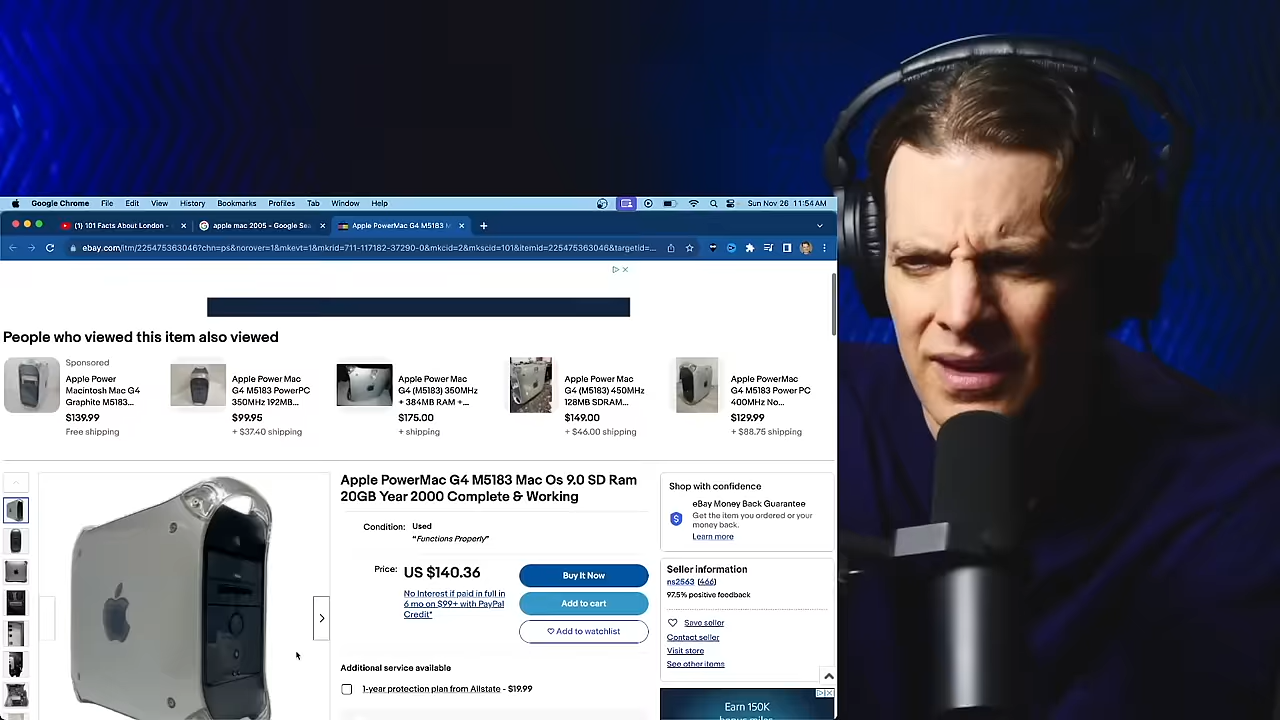 Google Chrome File Edit View History Bookmarks Profiles Tab Window Help Sun Nov 26 11:54AM
(1) 101 Facts About London - apple mac 2005 - Google Sea Apple PowerMac G4 M5183 M
ebay.com/itm/225475363046?chn=ps&norover=1&mkevt=1&mkrid=711-117182-37290-0&mkcid=2&mkscid=101&itemid=225475363046&targetid=...
People who viewed this item also viewed
Sponsored
Apple Power
Macintosh Mac G4
Graphite M5183...
$139.99
Free shipping
Apple Power Mac
G4 M5183 PowerPC
350MHz 192MB...
$99.95
+ $37.40 shipping
Apple Power Mac
G4 (M5183) 350MHz
+ 384MB RAM +...
$175.00
+ shipping
Apple Power Mac
G4 (M5183) 450MHz
128MB SDRAM...
$149.00
+ $46.00 shipping
Apple PowerMac
G4 M5183 Power PC
400MHz No...
$129.99
+ $88.75 shipping
Apple PowerMac G4 M5183 Mac Os 9.0 SD Ram
20GB Year 2000 Complete & Working
Condition: Used
"Functions Properly"
Price: US $140.36
No Interest if paid in full in
6 mo on $99+ with PayPal
Credit*
Buy It Now
Add to cart
Add to watchlist
Additional service available
1-year protection plan from Allstate - $19.99
Shop with confidence
eBay Money Back Guarantee
Get the item you ordered or your
money back.
Learn more
Seller information
ns2563 (466)
97.5% positive feedback
Save seller
Contact seller
Visit store
See other items
Earn 150K
bonus miles